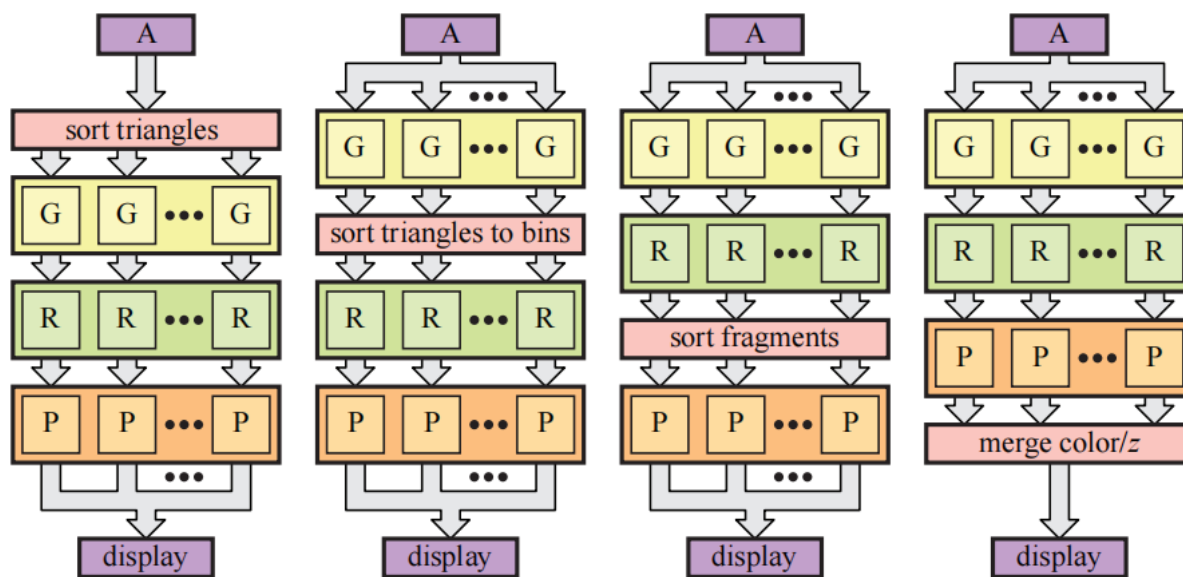 A
sort triangles
G G ••• G
R R ••• R
P P ••• P
•••
display
A
•••
G G ••• G
sort triangles to bins
R R ••• R
P P ••• P
•••
display
A
•••
G G ••• G
R R ••• R
sort fragments
P P ••• P
•••
display
A
•••
G G ••• G
R R ••• R
P P ••• P
merge color/z
display